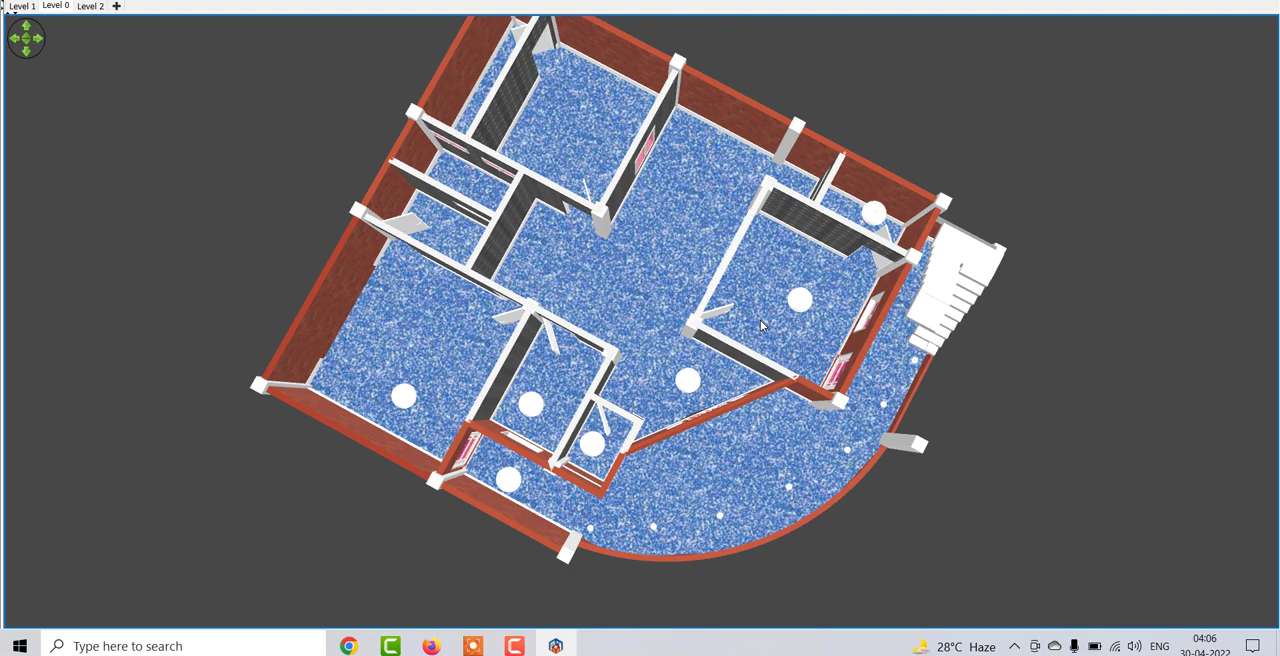 Level 1 Level 0 Level 2
Type here to search
28°C Haze
ENG
04:06
30-04-2022